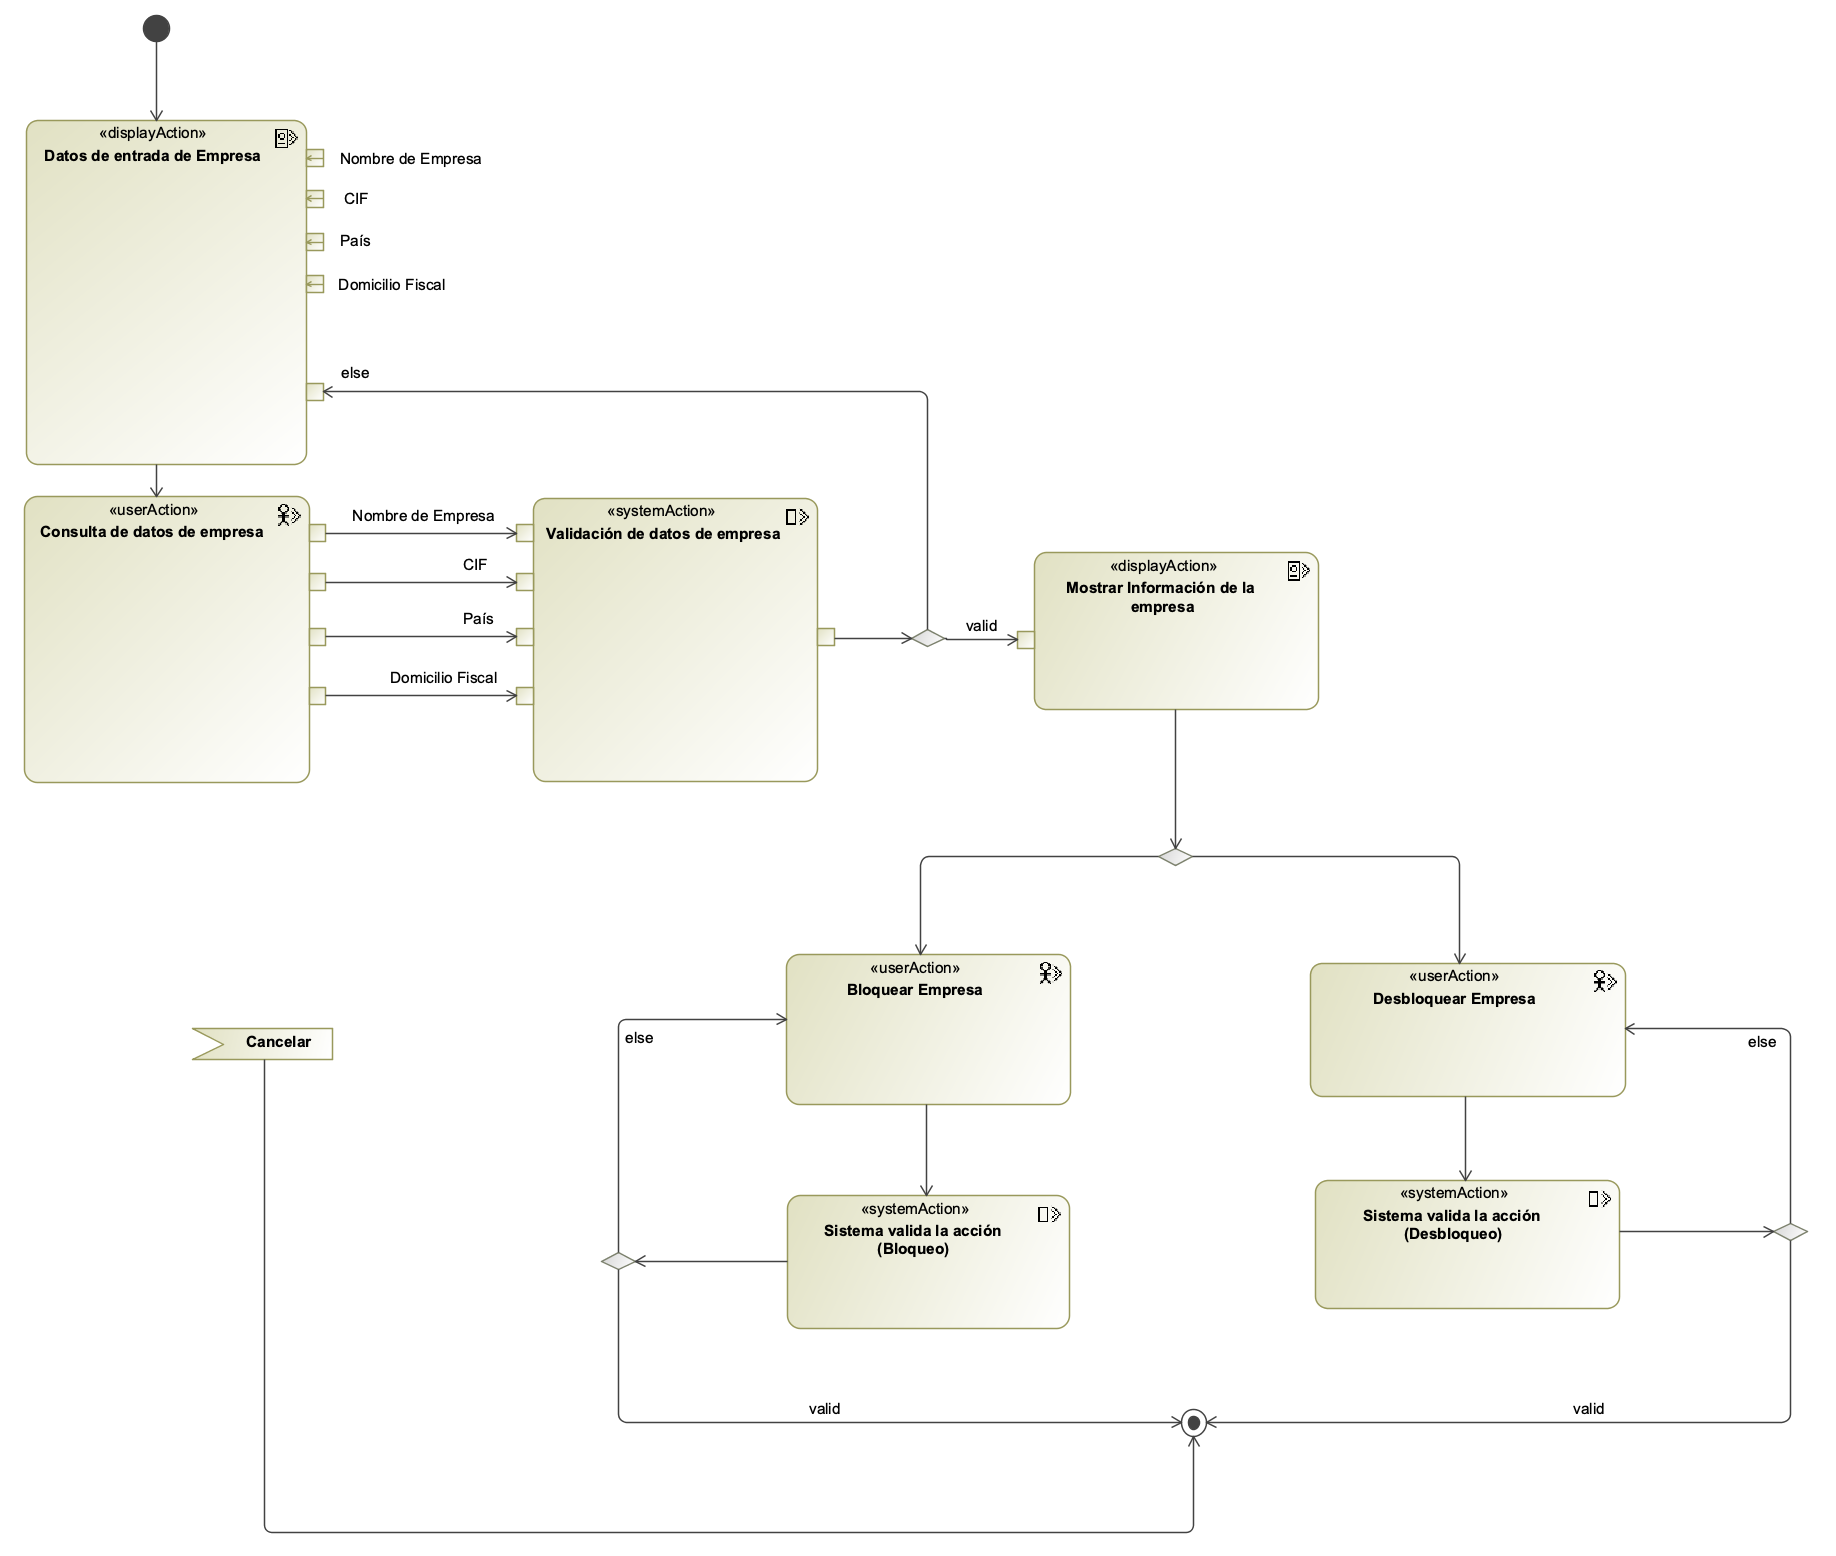 «displayAction»
Datos de entrada de Empresa
Nombre de Empresa
CIF
País
Domicilio Fiscal
else
«userAction»
Consulta de datos de empresa
Nombre de Empresa
CIF
País
Domicilio Fiscal
«systemAction»
Validación de datos de empresa
valid
«displayAction»
Mostrar Información de la
empresa
«userAction»
Bloquear Empresa
«userAction»
Desbloquear Empresa
Cancelar
else
else
«systemAction»
Sistema valida la acción
(Bloqueo)
«systemAction»
Sistema valida la acción
(Desbloqueo)
valid
valid